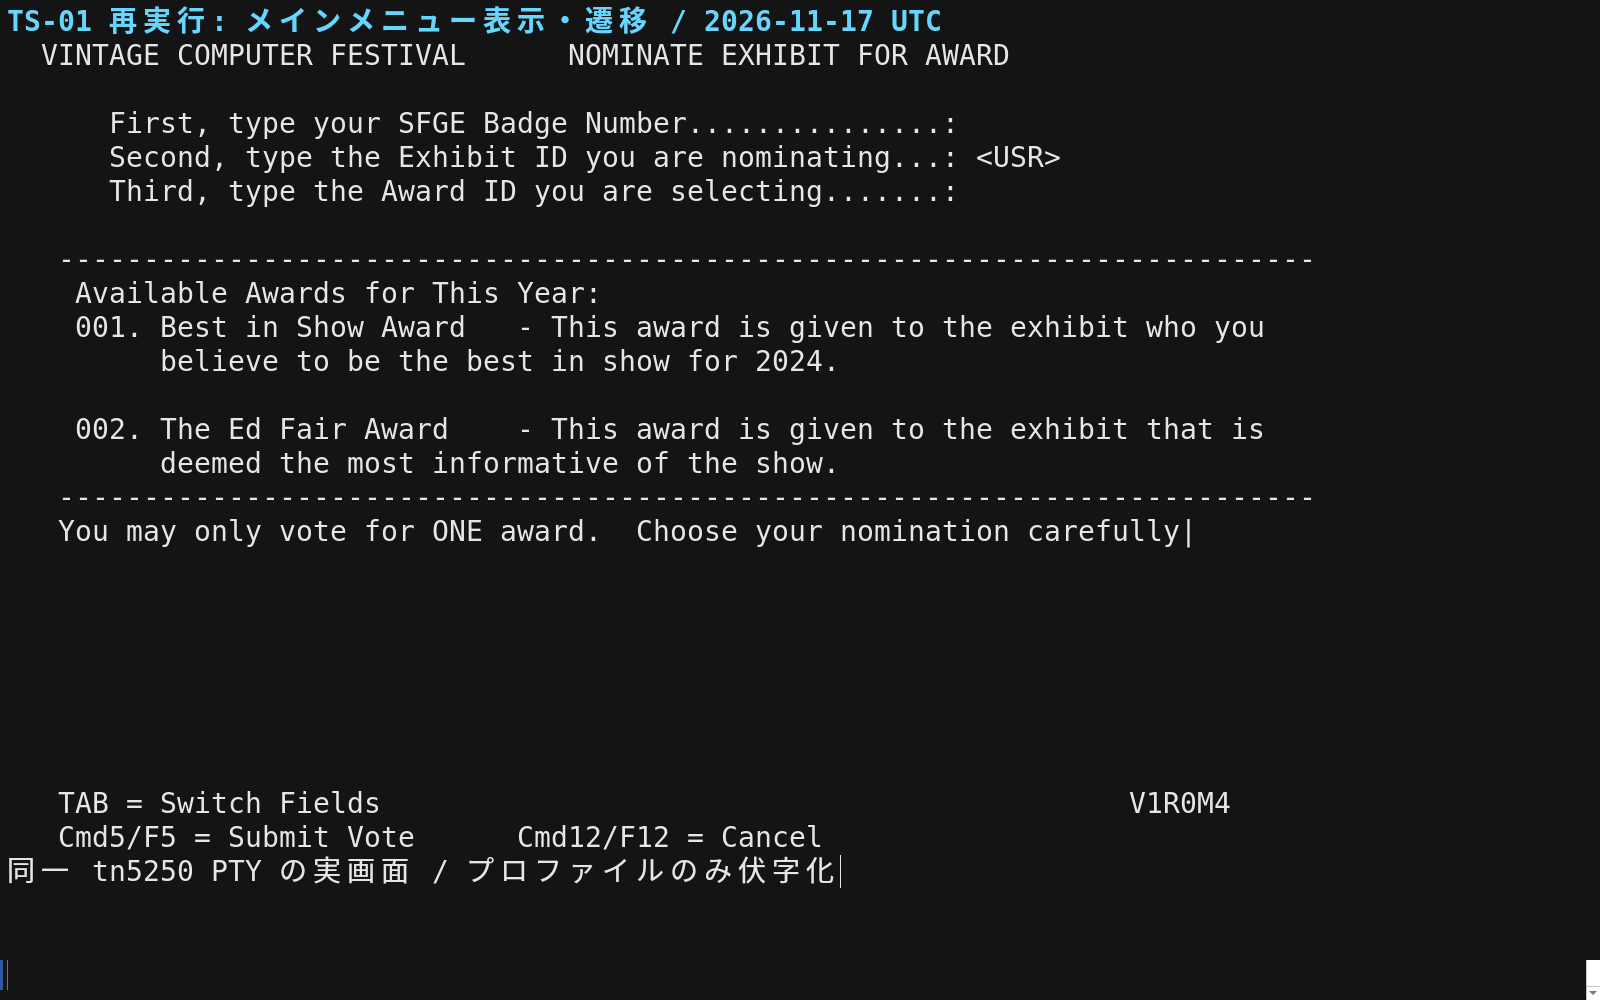 TS-01 再実行: メインメニュー表示・遷移 / 2026-11-17 UTC
VINTAGE COMPUTER FESTIVAL      NOMINATE EXHIBIT FOR AWARD
First, type your SFGE Badge Number...............:
Second, type the Exhibit ID you are nominating...: <USR>
Third, type the Award ID you are selecting.......:
--------------------------------------------------------------------------
Available Awards for This Year:
001. Best in Show Award   - This award is given to the exhibit who you
believe to be the best in show for 2024.
002. The Ed Fair Award    - This award is given to the exhibit that is
deemed the most informative of the show.
--------------------------------------------------------------------------
You may only vote for ONE award.  Choose your nomination carefully|
TAB = Switch Fields                                            V1R0M4
Cmd5/F5 = Submit Vote      Cmd12/F12 = Cancel
同一 tn5250 PTY の実画面 / プロファイルのみ伏字化